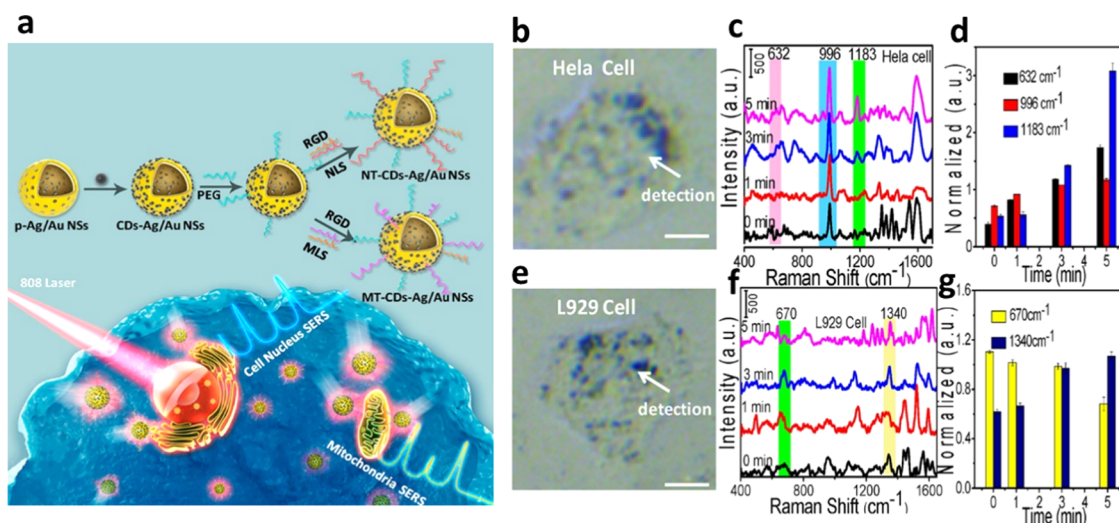 a
RGD
NLS
NT-CDs-Ag/Au NSs
PEG
p-Ag/Au NSs
CDs-Ag/Au NSs
RGD
MLS
MT-CDs-Ag/Au NSs
808 Laser
Cell Nucleus SERS
Mitochondria SERS
b
Hela Cell
detection
c
500
632 996 1183 Hela cell
5 min
3min
1 min
0 min
Intensity (a.u.)
400 800 1200 1600
Raman Shift (cm-1)
d
3
2
1
0
632 cm-1
996 cm-1
1183 cm-1
Normalized (a.u.)
0 1 2 3 4 5
Time (min)
e
L929 Cell
detection
f
500
670 L929 Cell 1340
5 min
3 min
1 min
0 min
Intensity (a.u.)
400 800 1200 1600
Raman Shift (cm-1)
g
1.6
1.2
0.6
0.0
670cm-1
1340cm-1
Normalized (a.u.)
0 1 2 3 4 5
Time (min)